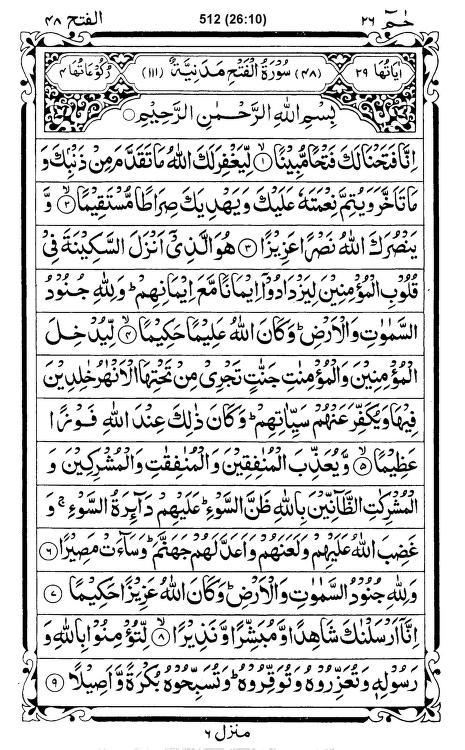 الفتح ٤٨
512 (26:10)
حٰمٓ ٢٦
اٰيَاتُهَا ٢٩
(٤٨) سُوْرَةُ الْفَتْحِ مَدَنِيَّةٌ (١١١)
رُكُوْعَاتُهَا ٤
بِسْمِ اللّٰهِ الرَّحْمٰنِ الرَّحِيْمِ
اِنَّا فَتَحْنَا لَكَ فَتْحًا مُّبِيْنًا ۙ﴿١﴾ لِّيَغْفِرَ لَكَ اللّٰهُ مَا تَقَدَّمَ مِنْ ذَنْۢبِكَ وَ
مَا تَاَخَّرَ وَيُتِمَّ نِعْمَتَهٗ عَلَيْكَ وَيَهْدِيَكَ صِرَاطًا مُّسْتَقِيْمًا ۙ﴿٢﴾ وَّ
يَنْصُرَكَ اللّٰهُ نَصْرًا عَزِيْزًا ﴿٣﴾ هُوَ الَّذِيْٓ اَنْزَلَ السَّكِيْنَةَ فِيْ
قُلُوْبِ الْمُؤْمِنِيْنَ لِيَزْدَادُوْٓا اِيْمَانًا مَّعَ اِيْمَانِهِمْ ؕ وَلِلّٰهِ جُنُوْدُ
السَّمٰوٰتِ وَالْاَرْضِ ؕ وَكَانَ اللّٰهُ عَلِيْمًا حَكِيْمًا ۙ﴿٤﴾ لِّيُدْخِلَ
الْمُؤْمِنِيْنَ وَالْمُؤْمِنٰتِ جَنّٰتٍ تَجْرِيْ مِنْ تَحْتِهَا الْاَنْهٰرُ خٰلِدِيْنَ
فِيْهَا وَيُكَفِّرَ عَنْهُمْ سَيِّاٰتِهِمْ ؕ وَكَانَ ذٰلِكَ عِنْدَ اللّٰهِ فَوْزًا
عَظِيْمًا ۙ﴿٥﴾ وَّيُعَذِّبَ الْمُنٰفِقِيْنَ وَالْمُنٰفِقٰتِ وَالْمُشْرِكِيْنَ وَ
الْمُشْرِكٰتِ الظَّآنِّيْنَ بِاللّٰهِ ظَنَّ السَّوْءِ ؕ عَلَيْهِمْ دَآئِرَةُ السَّوْءِ ۚ وَ
غَضِبَ اللّٰهُ عَلَيْهِمْ وَلَعَنَهُمْ وَاَعَدَّ لَهُمْ جَهَنَّمَ ؕ وَسَآءَتْ مَصِيْرًا ﴿٦﴾
وَلِلّٰهِ جُنُوْدُ السَّمٰوٰتِ وَالْاَرْضِ ؕ وَكَانَ اللّٰهُ عَزِيْزًا حَكِيْمًا ﴿٧﴾
اِنَّآ اَرْسَلْنٰكَ شَاهِدًا وَّمُبَشِّرًا وَّنَذِيْرًا ۙ﴿٨﴾ لِّتُؤْمِنُوْا بِاللّٰهِ وَ
رَسُوْلِهٖ وَتُعَزِّرُوْهُ وَتُوَقِّرُوْهُ ؕ وَتُسَبِّحُوْهُ بُكْرَةً وَّاَصِيْلًا ﴿٩﴾
منزل ٦